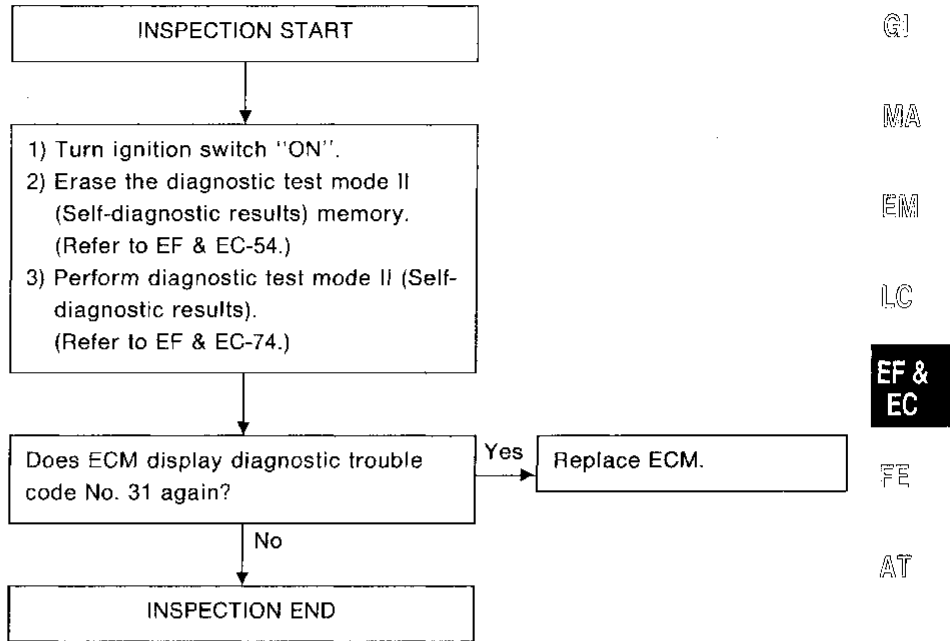 INSPECTION START
1) Turn ignition switch "ON".
2) Erase the diagnostic test mode II
(Self-diagnostic results) memory.
(Refer to EF & EC-54.)
3) Perform diagnostic test mode II (Self-
diagnostic results).
(Refer to EF & EC-74.)
Does ECM display diagnostic trouble
code No. 31 again?
Yes
Replace ECM.
No
INSPECTION END
GI
MA
EM
LC
EF &
EC
FE
AT